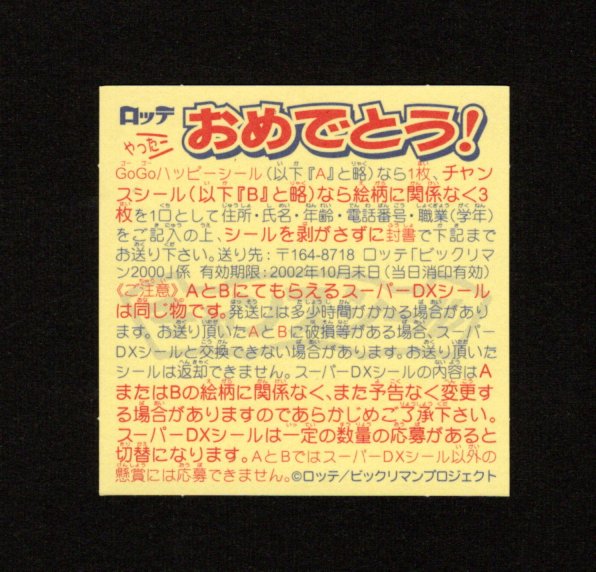 ロッテ
やったー
おめでとう!
GoGoハッピーシール(以下『A』と略)なら1枚、チャン
スシール(以下『B』と略)なら絵柄に関係なく3
枚を1口として住所・氏名・年齢・電話番号・職業(学年)
をご記入の上、シールを剥がさずに封書で下記まで
お送り下さい。送り先:〒164-8718 ロッテ「ビックリマ
ン2000」係 有効期限:2002年10月末日(当日消印有効)
《ご注意》AとBにてもらえるスーパーDXシール
は同じ物です。発送には多少時間がかかる場合があり
ます。お送り頂いたAとBに破損等がある場合、スーパー
DXシールと交換できない場合があります。お送り頂いた
シールは返却できません。スーパーDXシールの内容はA
またはBの絵柄に関係なく、また予告なく変更す
る場合がありますのであらかじめご了承下さい。
スーパーDXシールは一定の数量の応募があると
切替になります。AとBではスーパーDXシール以外の
懸賞には応募できません。©ロッテ/ビックリマンプロジェクト